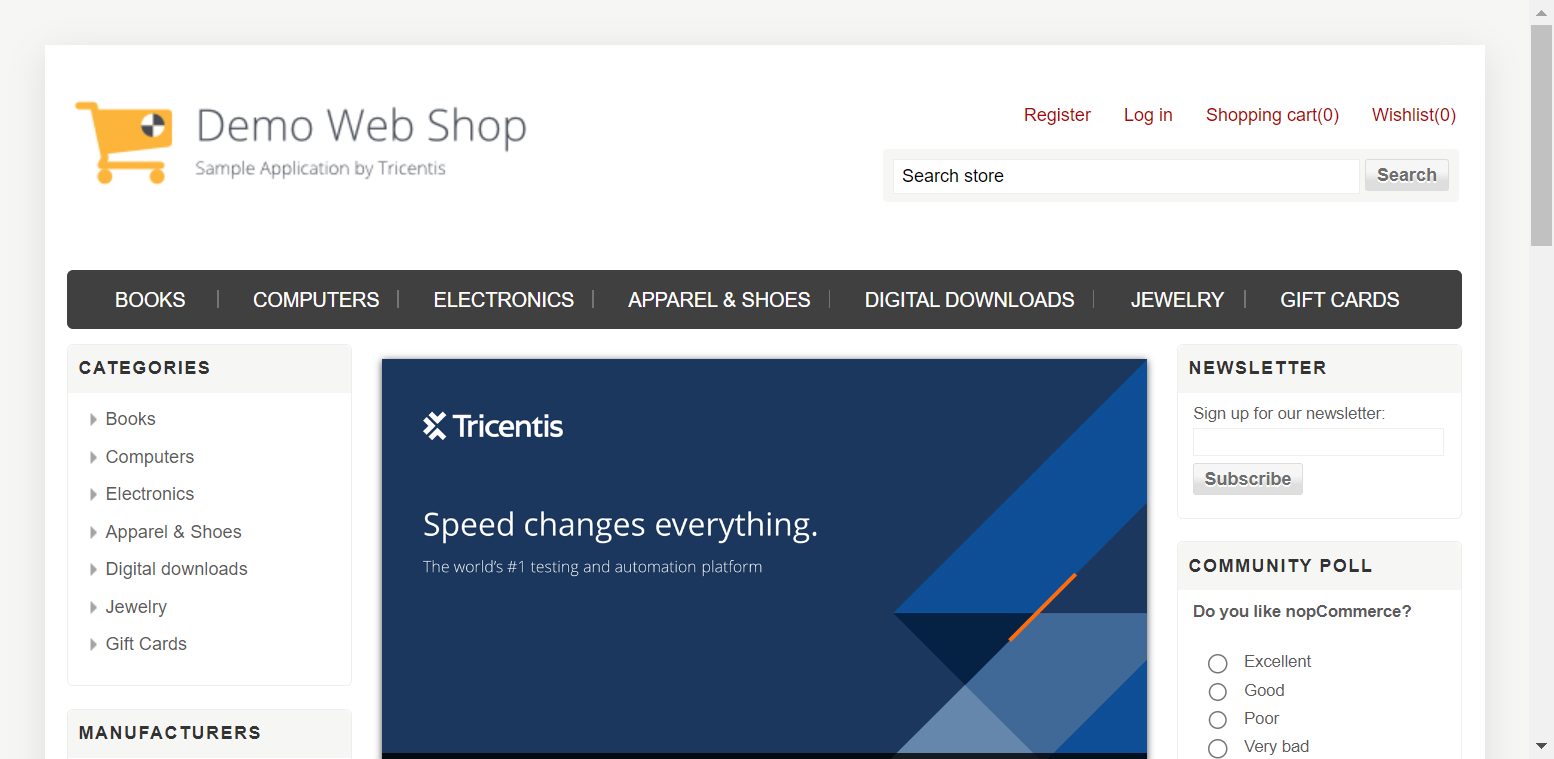 Demo Web Shop
Sample Application by Tricentis
Register Log in Shopping cart(0) Wishlist(0)
Search store Search
BOOKS COMPUTERS ELECTRONICS APPAREL & SHOES DIGITAL DOWNLOADS JEWELRY GIFT CARDS
CATEGORIES
Books
Computers
Electronics
Apparel & Shoes
Digital downloads
Jewelry
Gift Cards
MANUFACTURERS
Tricentis
Speed changes everything.
The world's #1 testing and automation platform
NEWSLETTER
Sign up for our newsletter:
Subscribe
COMMUNITY POLL
Do you like nopCommerce?
Excellent
Good
Poor
Very bad